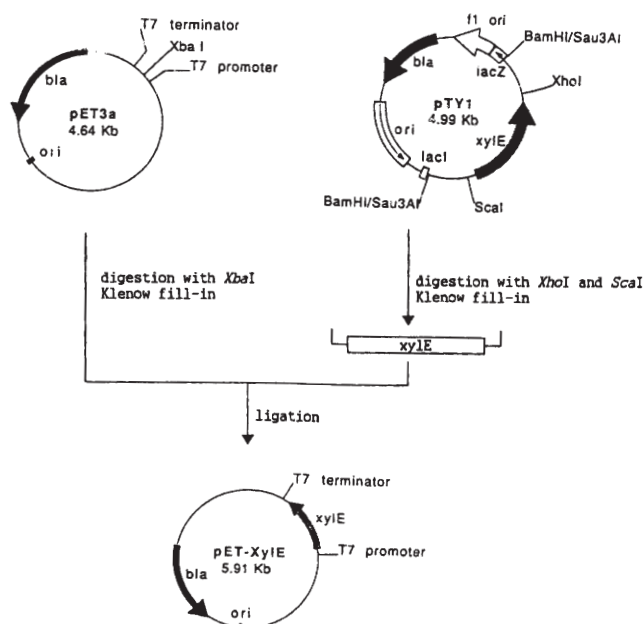 T7 terminator
Xba I
T7 promoter
bla
pET3a
4.64 Kb
ori
f1 ori
BamHI/Sau3AI
lacZ
bla
XhoI
pTY1
4.99 Kb
ori
xylE
lacI
BamHI/Sau3AI
ScaI
digestion with XbaI
Klenow fill-in
digestion with XhoI and ScaI
Klenow fill-in
xylE
ligation
T7 terminator
xylE
pET-XylE
5.91 Kb
T7 promoter
bla
ori